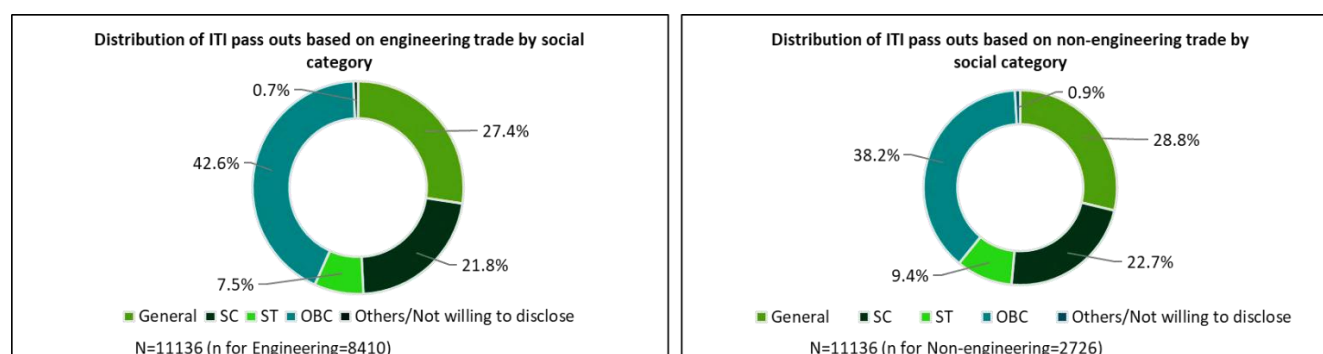 Distribution of ITI pass outs based on engineering trade by social
category
0.7%
27.4%
42.6%
21.8%
7.5%
General SC ST OBC Others/Not willing to disclose
N=11136 (n for Engineering=8410)
Distribution of ITI pass outs based on non-engineering trade by
social category
0.9%
28.8%
38.2%
22.7%
9.4%
General SC ST OBC Others/Not willing to disclose
N=11136 (n for Non-engineering=2726)